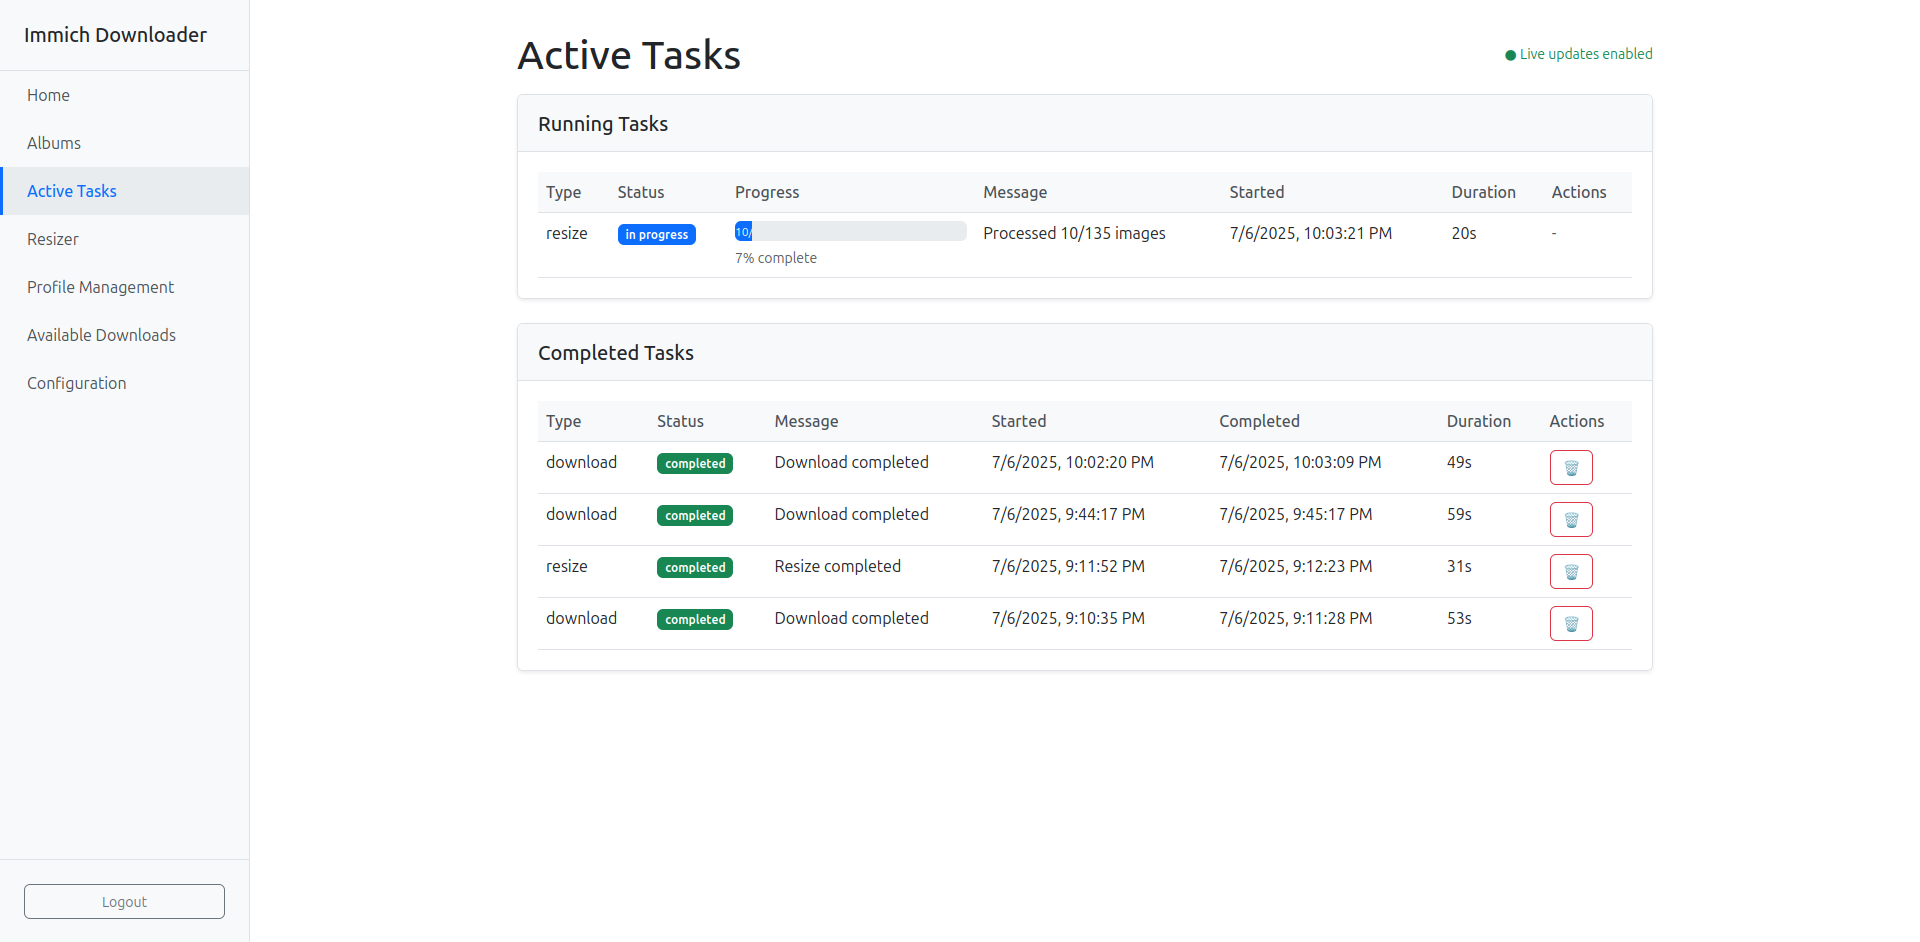 Immich Downloader
Home
Albums
Active Tasks
Resizer
Profile Management
Available Downloads
Configuration
Logout
Active Tasks
Live updates enabled
Running Tasks
Type Status Progress Message Started Duration Actions
resize in progress 10/ Processed 10/135 images 7/6/2025, 10:03:21 PM 20s -
7% complete
Completed Tasks
Type Status Message Started Completed Duration Actions
download completed Download completed 7/6/2025, 10:02:20 PM 7/6/2025, 10:03:09 PM 49s
download completed Download completed 7/6/2025, 9:44:17 PM 7/6/2025, 9:45:17 PM 59s
resize completed Resize completed 7/6/2025, 9:11:52 PM 7/6/2025, 9:12:23 PM 31s
download completed Download completed 7/6/2025, 9:10:35 PM 7/6/2025, 9:11:28 PM 53s